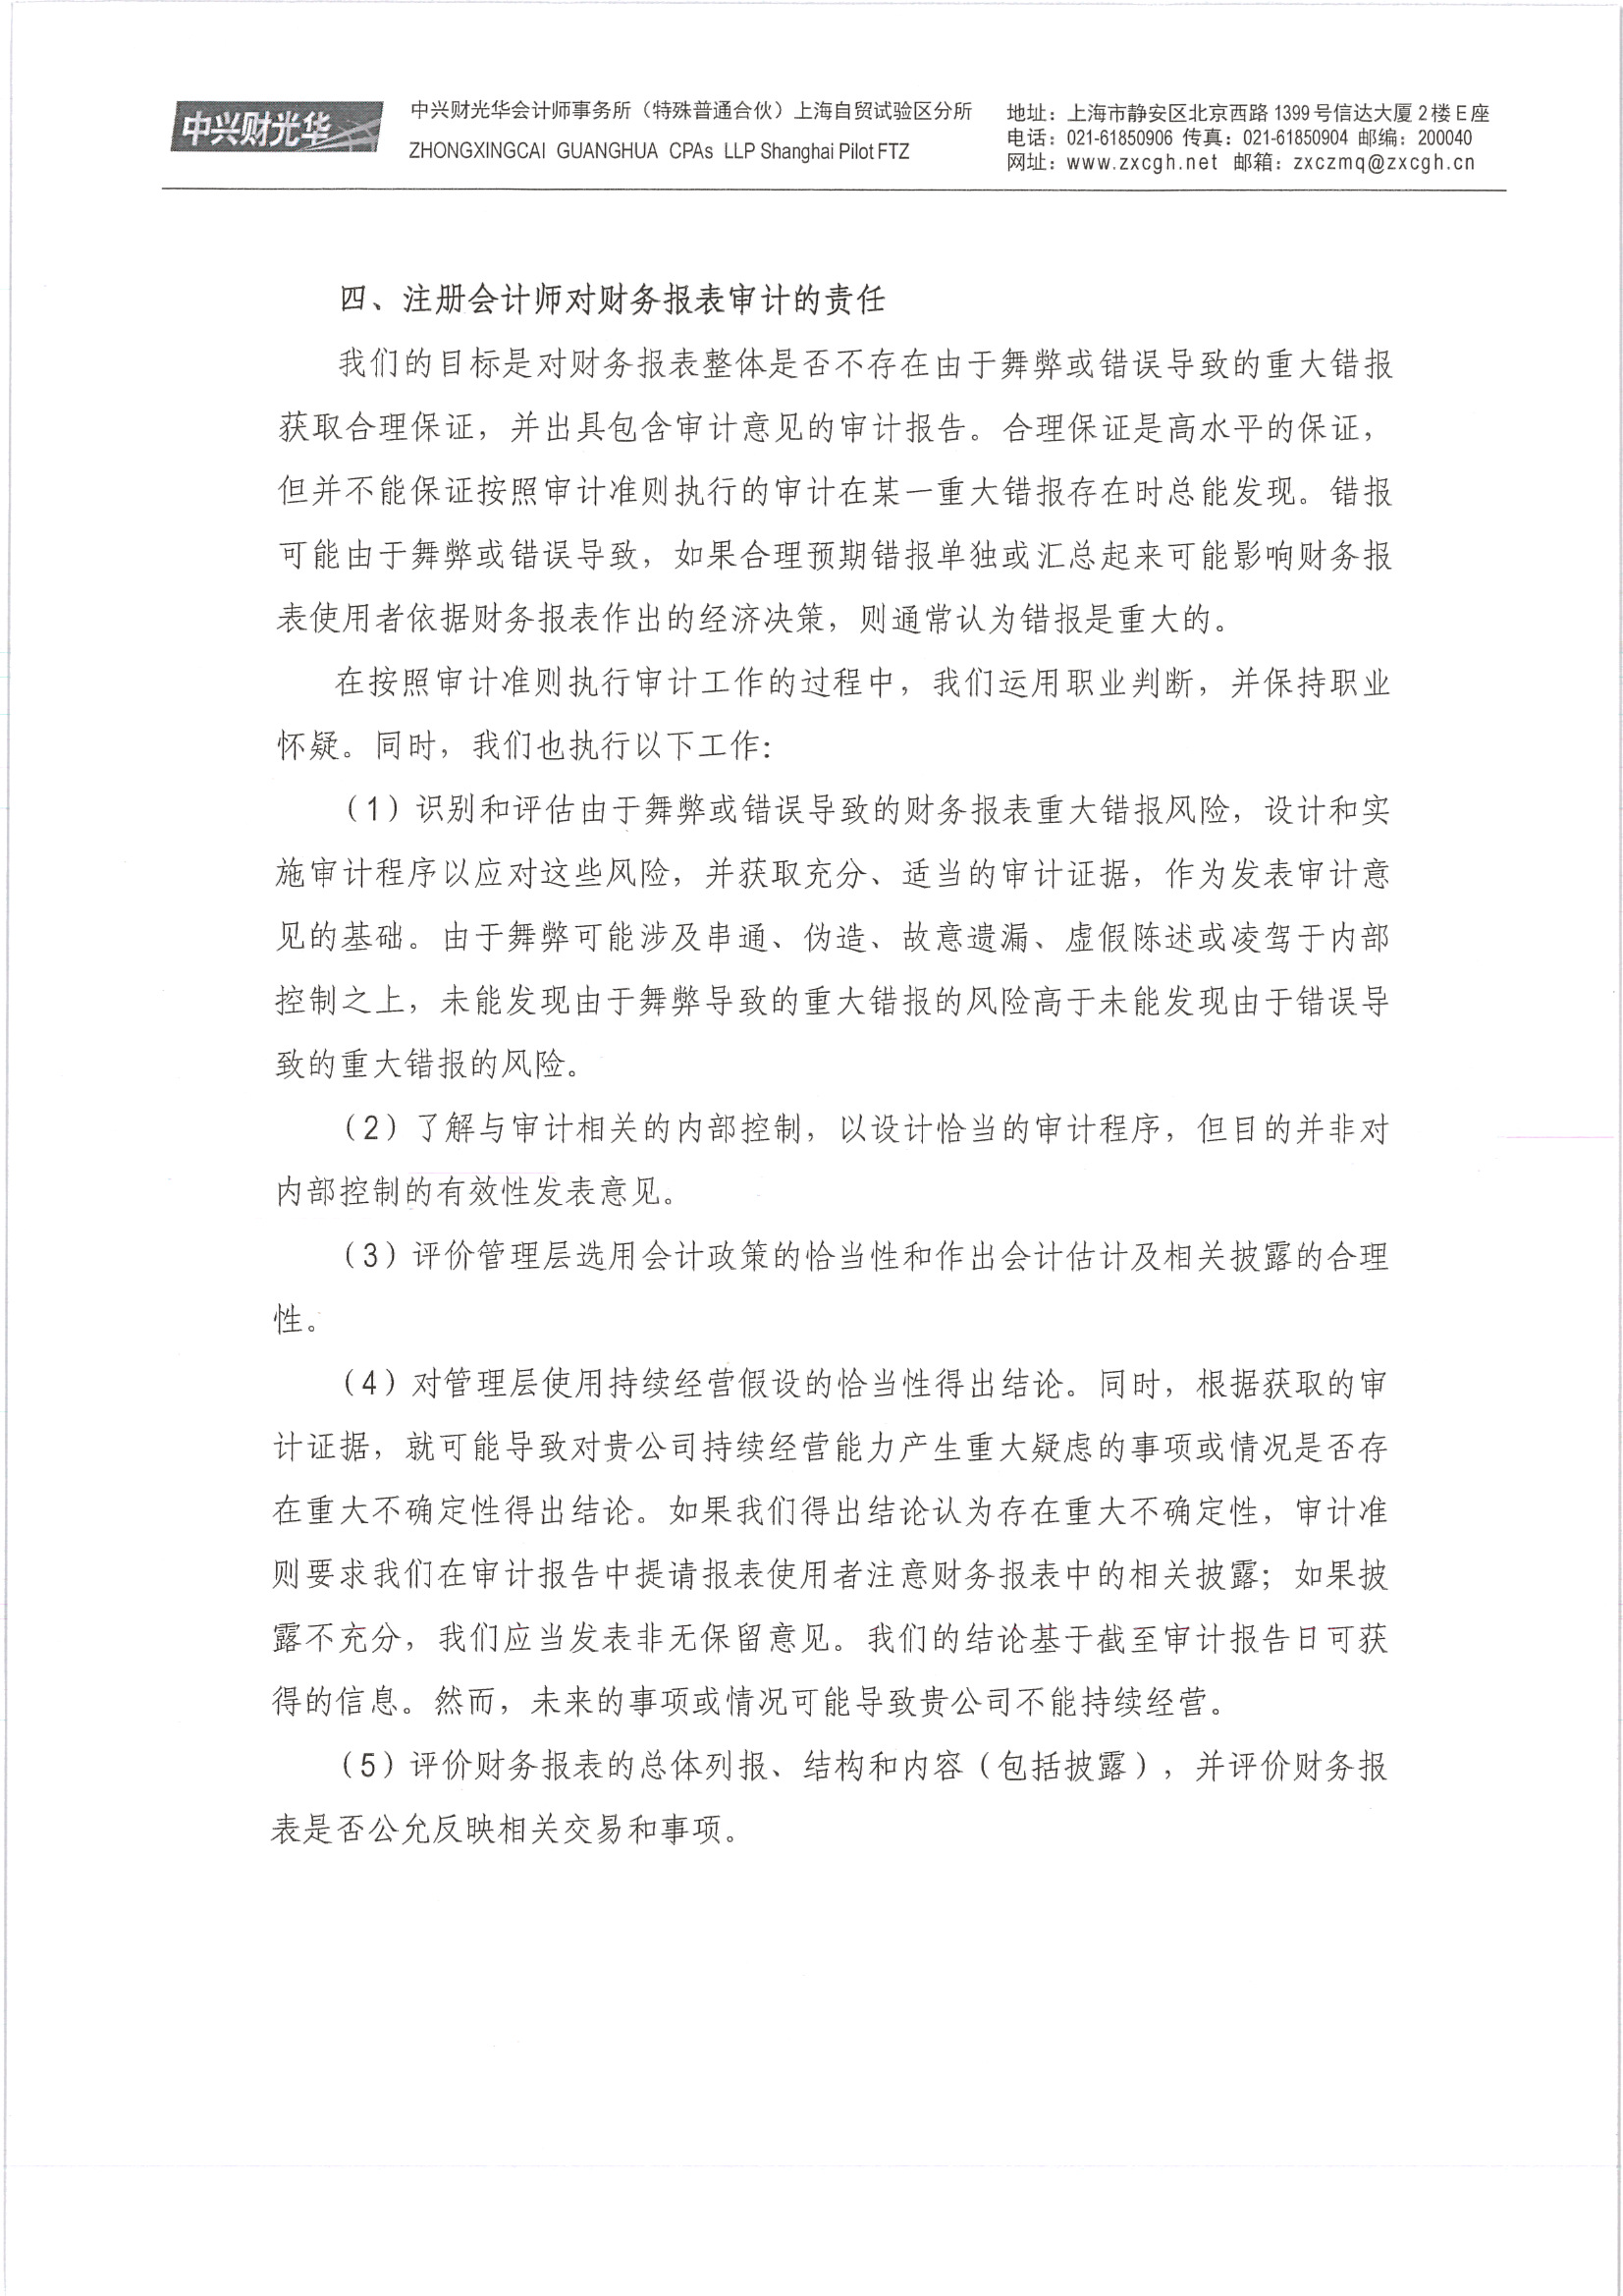 中兴财光华
中兴财光华会计师事务所（特殊普通合伙）上海自贸试验区分所
ZHONGXINGCAI GUANGHUA CPAs LLP Shanghai Pilot FTZ
地址：上海市静安区北京西路1399号信达大厦2楼E座
电话：021-61850906 传真：021-61850904 邮编：200040
网址：www.zxcgh.net 邮箱：zxczmq@zxcgh.cn
四、注册会计师对财务报表审计的责任
我们的目标是对财务报表整体是否不存在由于舞弊或错误导致的重大错报
获取合理保证，并出具包含审计意见的审计报告。合理保证是高水平的保证，
但并不能保证按照审计准则执行的审计在某一重大错报存在时总能发现。错报
可能由于舞弊或错误导致，如果合理预期错报单独或汇总起来可能影响财务报
表使用者依据财务报表作出的经济决策，则通常认为错报是重大的。
在按照审计准则执行审计工作的过程中，我们运用职业判断，并保持职业
怀疑。同时，我们也执行以下工作：
（1）识别和评估由于舞弊或错误导致的财务报表重大错报风险，设计和实
施审计程序以应对这些风险，并获取充分、适当的审计证据，作为发表审计意
见的基础。由于舞弊可能涉及串通、伪造、故意遗漏、虚假陈述或凌驾于内部
控制之上，未能发现由于舞弊导致的重大错报的风险高于未能发现由于错误导
致的重大错报的风险。
（2）了解与审计相关的内部控制，以设计恰当的审计程序，但目的并非对
内部控制的有效性发表意见。
（3）评价管理层选用会计政策的恰当性和作出会计估计及相关披露的合理
性。
（4）对管理层使用持续经营假设的恰当性得出结论。同时，根据获取的审
计证据，就可能导致对贵公司持续经营能力产生重大疑虑的事项或情况是否存
在重大不确定性得出结论。如果我们得出结论认为存在重大不确定性，审计准
则要求我们在审计报告中提请报表使用者注意财务报表中的相关披露；如果披
露不充分，我们应当发表非无保留意见。我们的结论基于截至审计报告日可获
得的信息。然而，未来的事项或情况可能导致贵公司不能持续经营。
（5）评价财务报表的总体列报、结构和内容（包括披露），并评价财务报
表是否公允反映相关交易和事项。